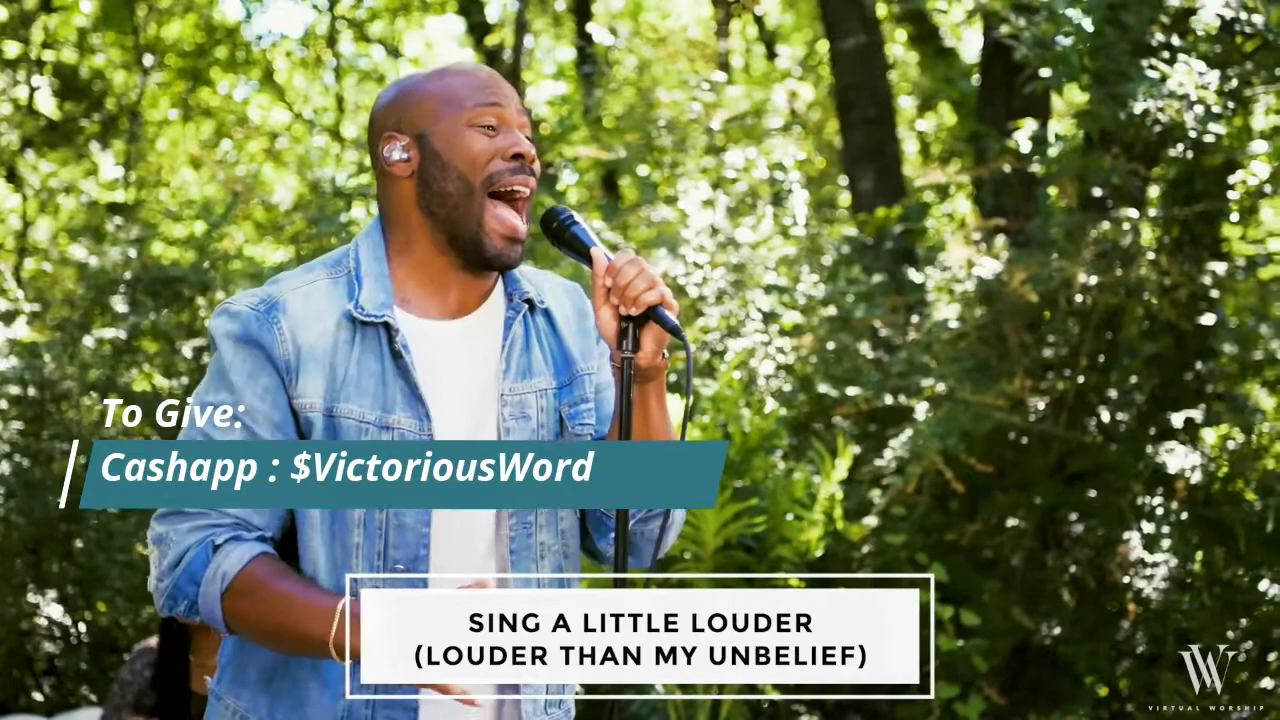 To Give:
Cashapp : $VictoriousWord
SING A LITTLE LOUDER
(LOUDER THAN MY UNBELIEF)
W
VIRTUAL WORSHIP